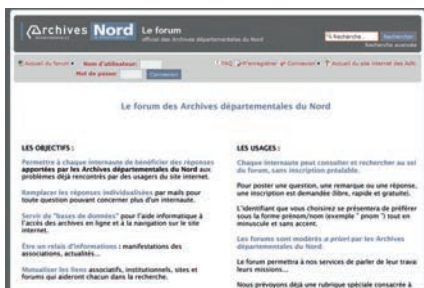 Archives Nord Le forum
officiel des Archives départementales du Nord
Recherche… Rechercher
Recherche avancée
Accueil du forum Nom d'utilisateur: FAQ M'enregistrer Connexion Accueil du site internet des AdN
Mot de passe: Connexion
Le forum des Archives départementales du Nord
LES OBJECTIFS :
Permettre à chaque internaute de bénéficier des réponses
apportées par les Archives départementales du Nord aux
problèmes déjà rencontrés par des usagers du site internet.
Remplacer les réponses individualisées par mails pour
toute question pouvant concerner plus d'un internaute.
Servir de "bases de données" pour l'aide informatique à
l'accès des archives en ligne et à la navigation sur le site
internet.
Être un relais d'informations : manifestations des
associations, actualités...
Mutualiser les liens associatifs, institutionnels, sites et
forums qui aideront chacun dans la recherche.
LES USAGES :
Chaque internaute peut consulter et rechercher au sei
du forum, sans inscription préalable.
Pour poster une question, une remarque ou une réponse,
une inscription est demandée (libre, rapide et gratuite).
L'identifiant que vous choisirez se présentera de préférer
sous la forme prénom/nom (exemple " pnom ") tout en
minuscule et sans accent.
Les forums sont modérés a priori par les Archives
départementales du Nord.
Le forum permettra à nos services de parler de leur travai
leurs missions...
Nous prévoyons déjà une rubrique spéciale consacrée à